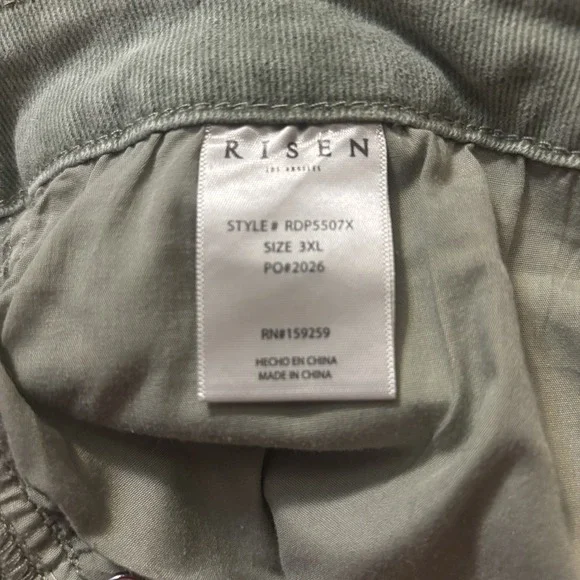 RISEN
LOS ANGELES
STYLE# RDP5507X
SIZE 3XL
PO#2026
RN#159259
HECHO EN CHINA
MADE IN CHINA